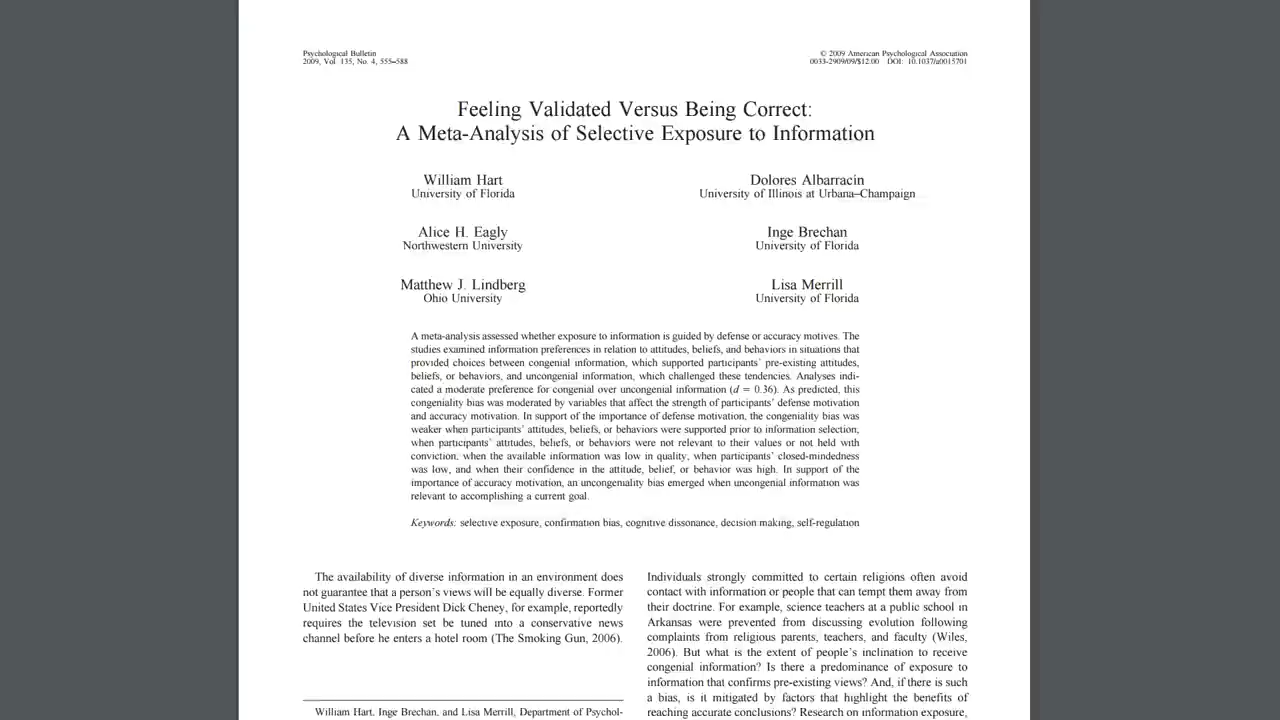 Psychological Bulletin
2009, Vol. 135, No. 4, 555–588
© 2009 American Psychological Association
0033-2909/09/$12.00 DOI: 10.1037/a0015701
Feeling Validated Versus Being Correct:
A Meta-Analysis of Selective Exposure to Information
William Hart
University of Florida
Dolores Albarracin
University of Illinois at Urbana–Champaign
Alice H. Eagly
Northwestern University
Inge Brechan
University of Florida
Matthew J. Lindberg
Ohio University
Lisa Merrill
University of Florida
A meta-analysis assessed whether exposure to information is guided by defense or accuracy motives. The
studies examined information preferences in relation to attitudes, beliefs, and behaviors in situations that
provided choices between congenial information, which supported participants' pre-existing attitudes,
beliefs, or behaviors, and uncongenial information, which challenged these tendencies. Analyses indi-
cated a moderate preference for congenial over uncongenial information (d = 0.36). As predicted, this
congeniality bias was moderated by variables that affect the strength of participants' defense motivation
and accuracy motivation. In support of the importance of defense motivation, the congeniality bias was
weaker when participants' attitudes, beliefs, or behaviors were supported prior to information selection;
when participants' attitudes, beliefs, or behaviors were not relevant to their values or not held with
conviction; when the available information was low in quality; when participants' closed-mindedness
was low; and when their confidence in the attitude, belief, or behavior was high. In support of the
importance of accuracy motivation, an uncongeniality bias emerged when uncongenial information was
relevant to accomplishing a current goal.
Keywords: selective exposure, confirmation bias, cognitive dissonance, decision making, self-regulation
The availability of diverse information in an environment does
not guarantee that a person's views will be equally diverse. Former
United States Vice President Dick Cheney, for example, reportedly
requires the television set be tuned into a conservative news
channel before he enters a hotel room (The Smoking Gun, 2006).
William Hart, Inge Brechan, and Lisa Merrill, Department of Psychol-
Individuals strongly committed to certain religions often avoid
contact with information or people that can tempt them away from
their doctrine. For example, science teachers at a public school in
Arkansas were prevented from discussing evolution following
complaints from religious parents, teachers, and faculty (Wiles,
2006). But what is the extent of people's inclination to receive
congenial information? Is there a predominance of exposure to
information that confirms pre-existing views? And, if there is such
a bias, is it mitigated by factors that highlight the benefits of
reaching accurate conclusions? Research on information exposure,